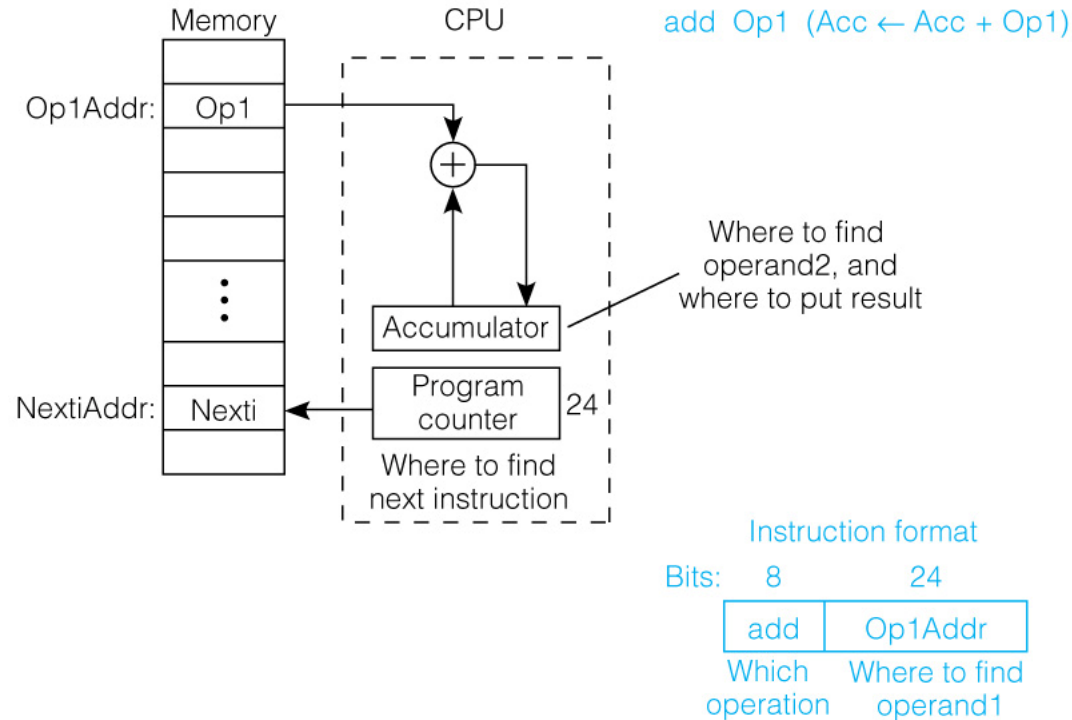 Memory
CPU
add Op1 (Acc ← Acc + Op1)
Op1Addr:
Op1
+
Where to find
operand2, and
where to put result
Accumulator
NextiAddr:
Nexti
Program
counter
24
Where to find
next instruction
Instruction format
Bits: 8 24
add Op1Addr
Which
operation
Where to find
operand1